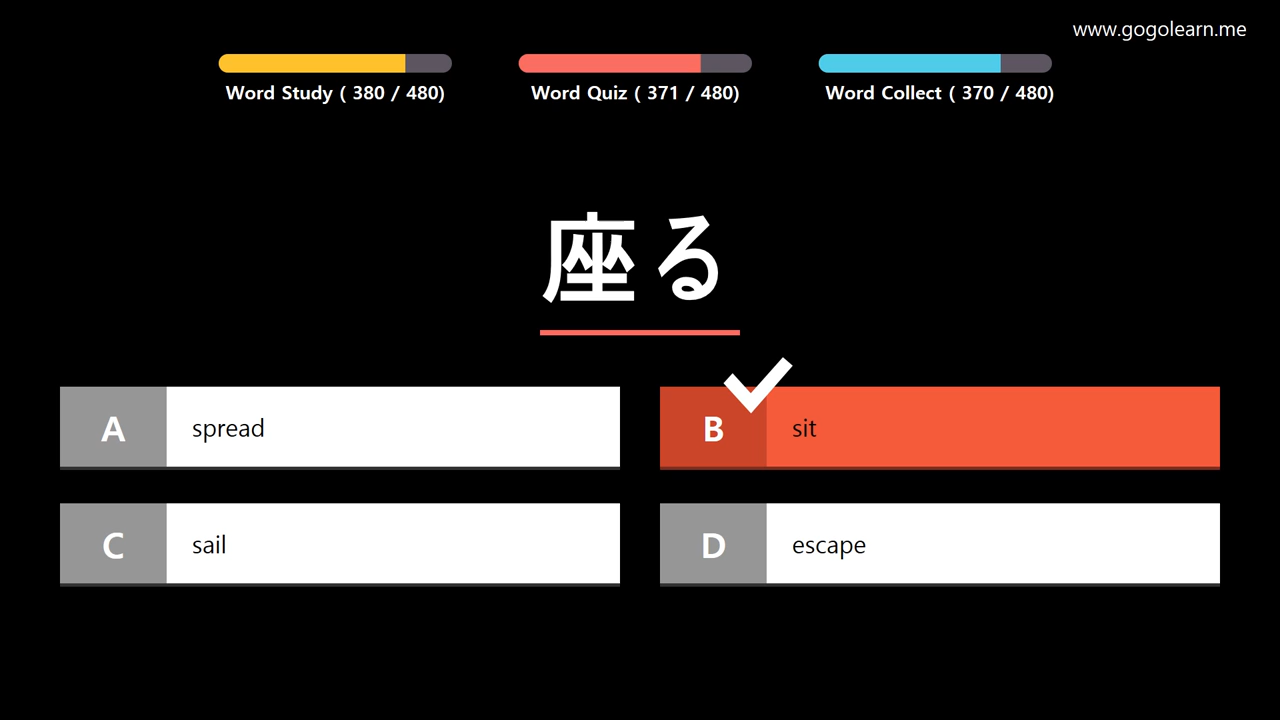 www.gogolearn.me
Word Study ( 380 / 480)
Word Quiz ( 371 / 480)
Word Collect ( 370 / 480)
座る
A spread
B sit
C sail
D escape